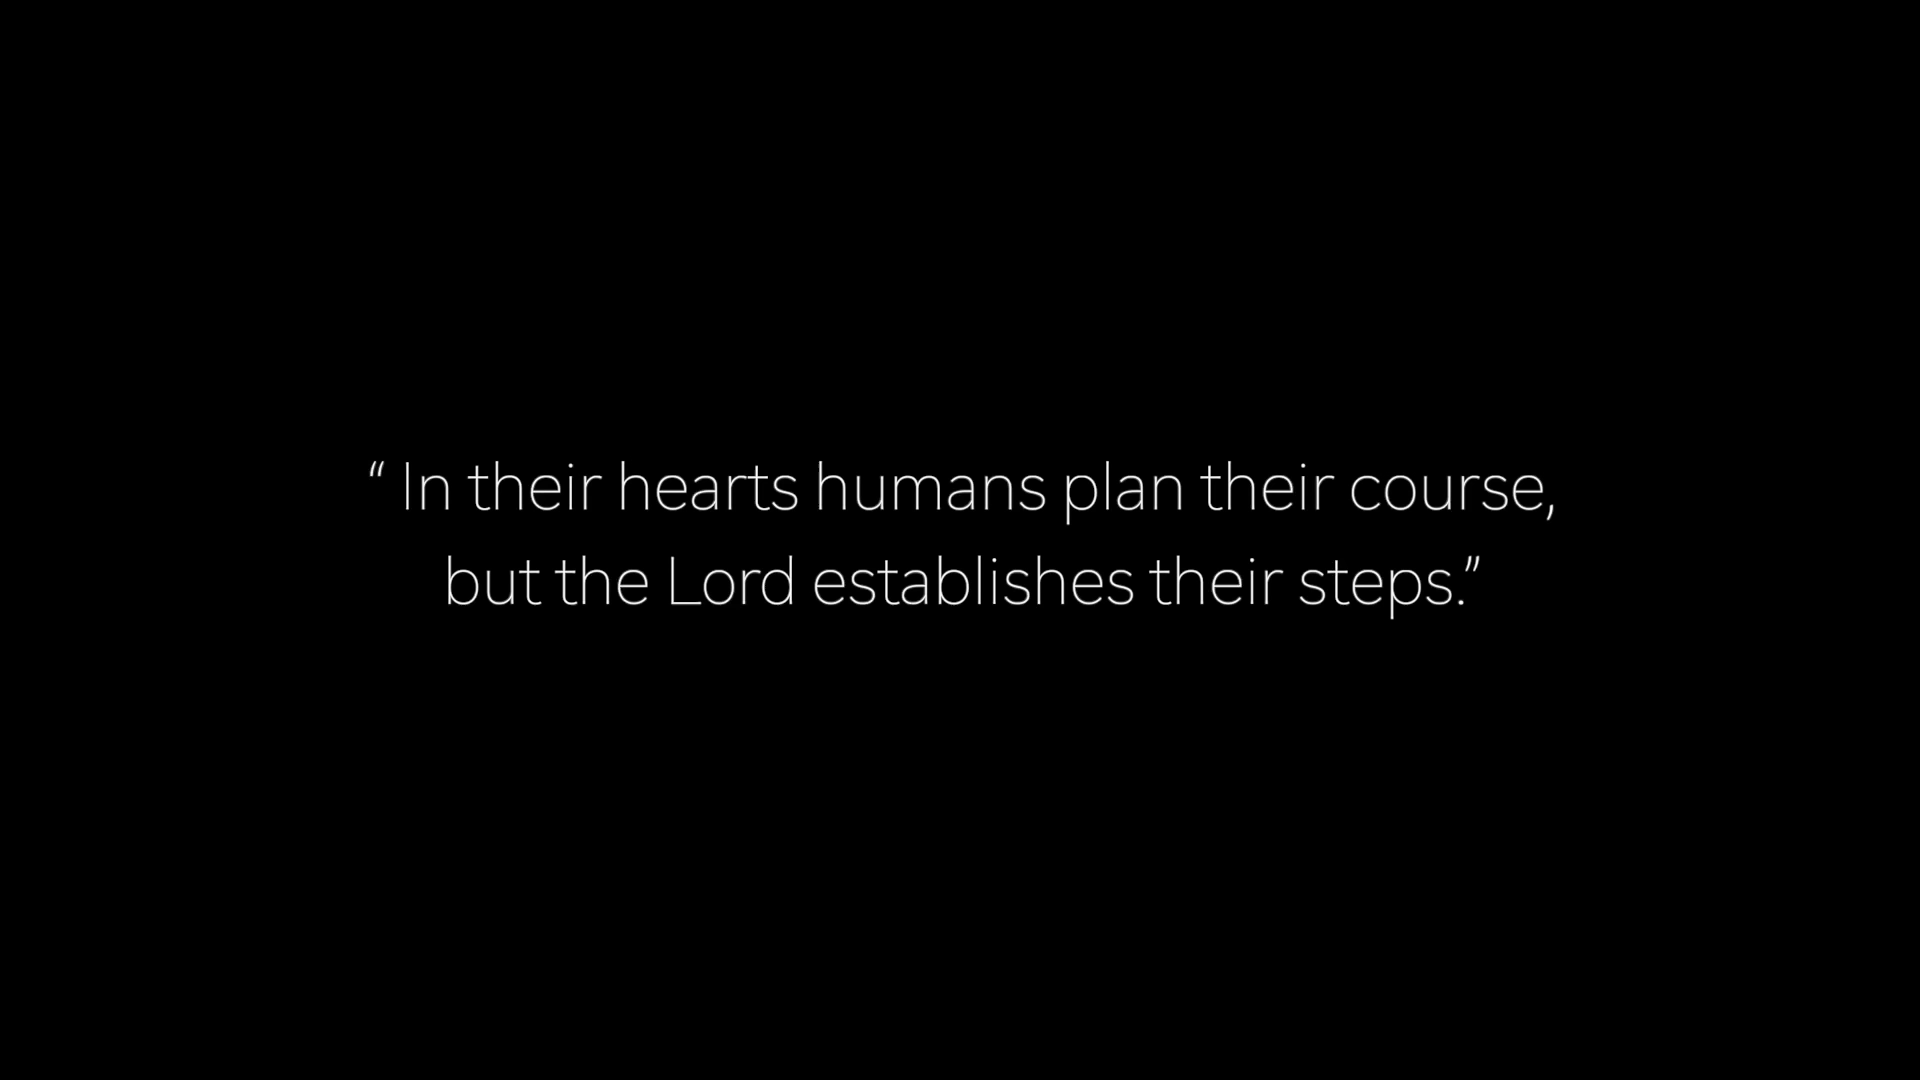 “ In their hearts humans plan their course,
but the Lord establishes their steps.”